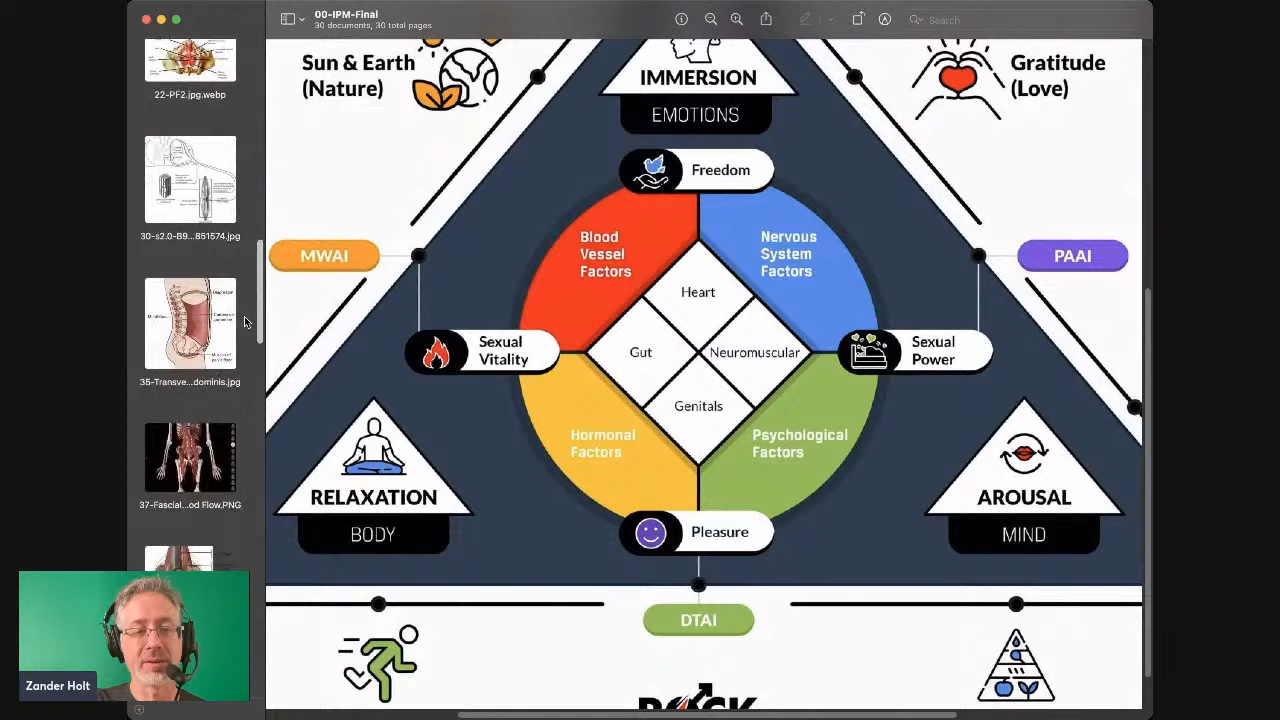 00-IPM-Final
30 documents, 30 total pages
Search
22-PF2.jpg.webp
30-s2.0-B9...851574.jpg
35-Transve...dominis.jpg
37-Fascial...od Flow.PNG
Sun & Earth
(Nature)
IMMERSION
EMOTIONS
Gratitude
(Love)
Freedom
Blood
Vessel
Factors
Nervous
System
Factors
MWAI
PAAI
Heart
Gut
Neuromuscular
Genitals
Sexual
Vitality
Sexual
Power
Hormonal
Factors
Psychological
Factors
RELAXATION
BODY
Pleasure
AROUSAL
MIND
DTAI
Zander Holt